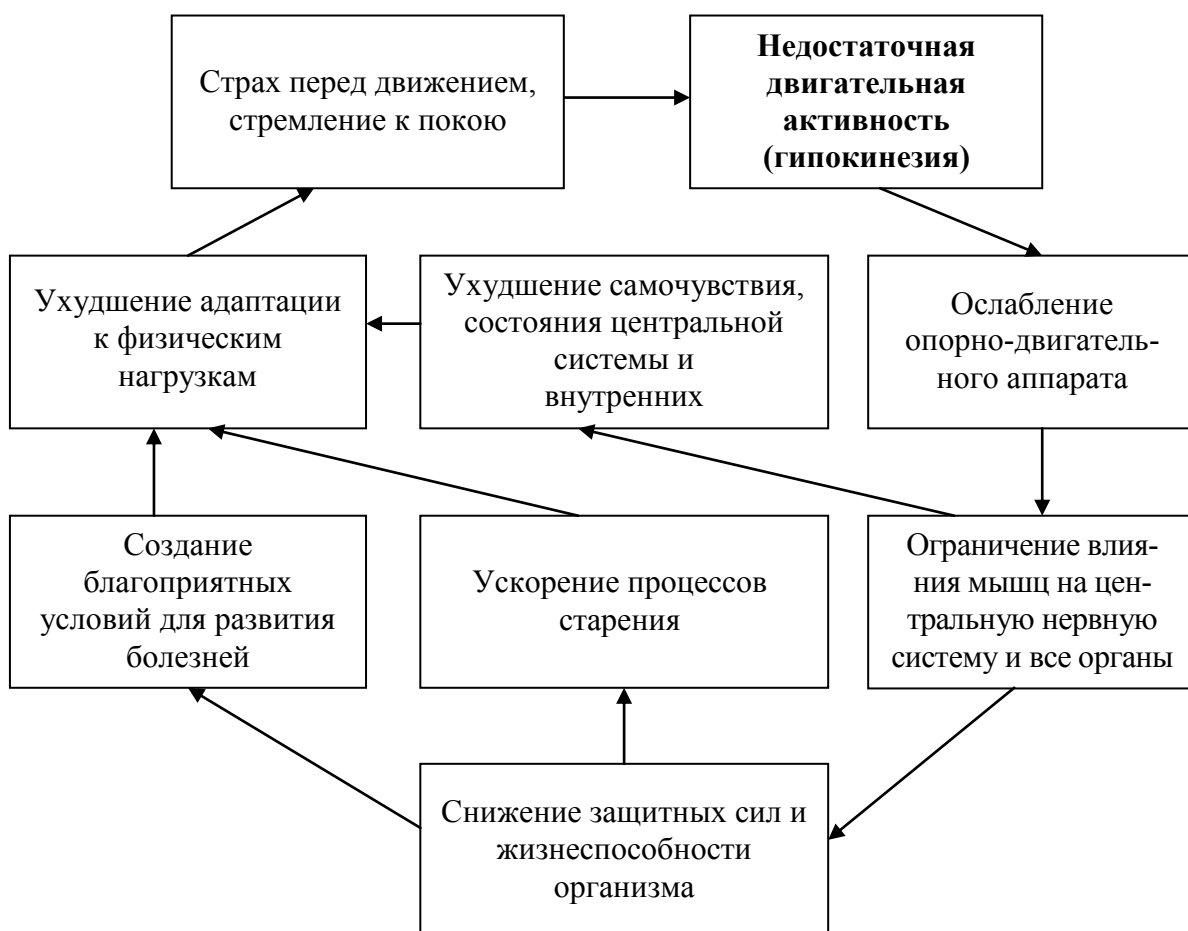 Страх перед движением,
стремление к покою
Недостаточная
двигательная
активность
(гипокинезия)
Ухудшение адаптации
к физическим
нагрузкам
Ухудшение самочувствия,
состояния центральной
системы и
внутренних
Ослабление
опорно-двигатель-
ного аппарата
Создание
благоприятных
условий для развития
болезней
Ускорение процессов
старения
Ограничение влия-
ния мышц на цен-
тральную нервную
систему и все органы
Снижение защитных сил и
жизнеспособности
организма